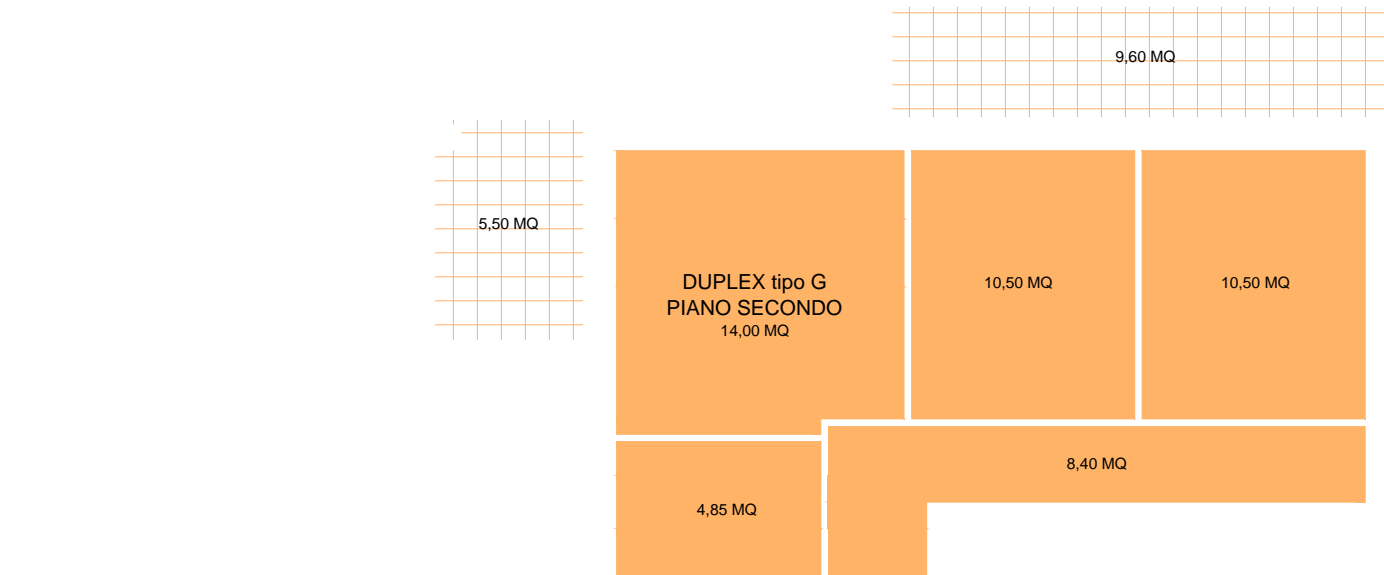 9,60 MQ
5,50 MQ
DUPLEX tipo G
PIANO SECONDO
14,00 MQ
10,50 MQ
10,50 MQ
8,40 MQ
4,85 MQ